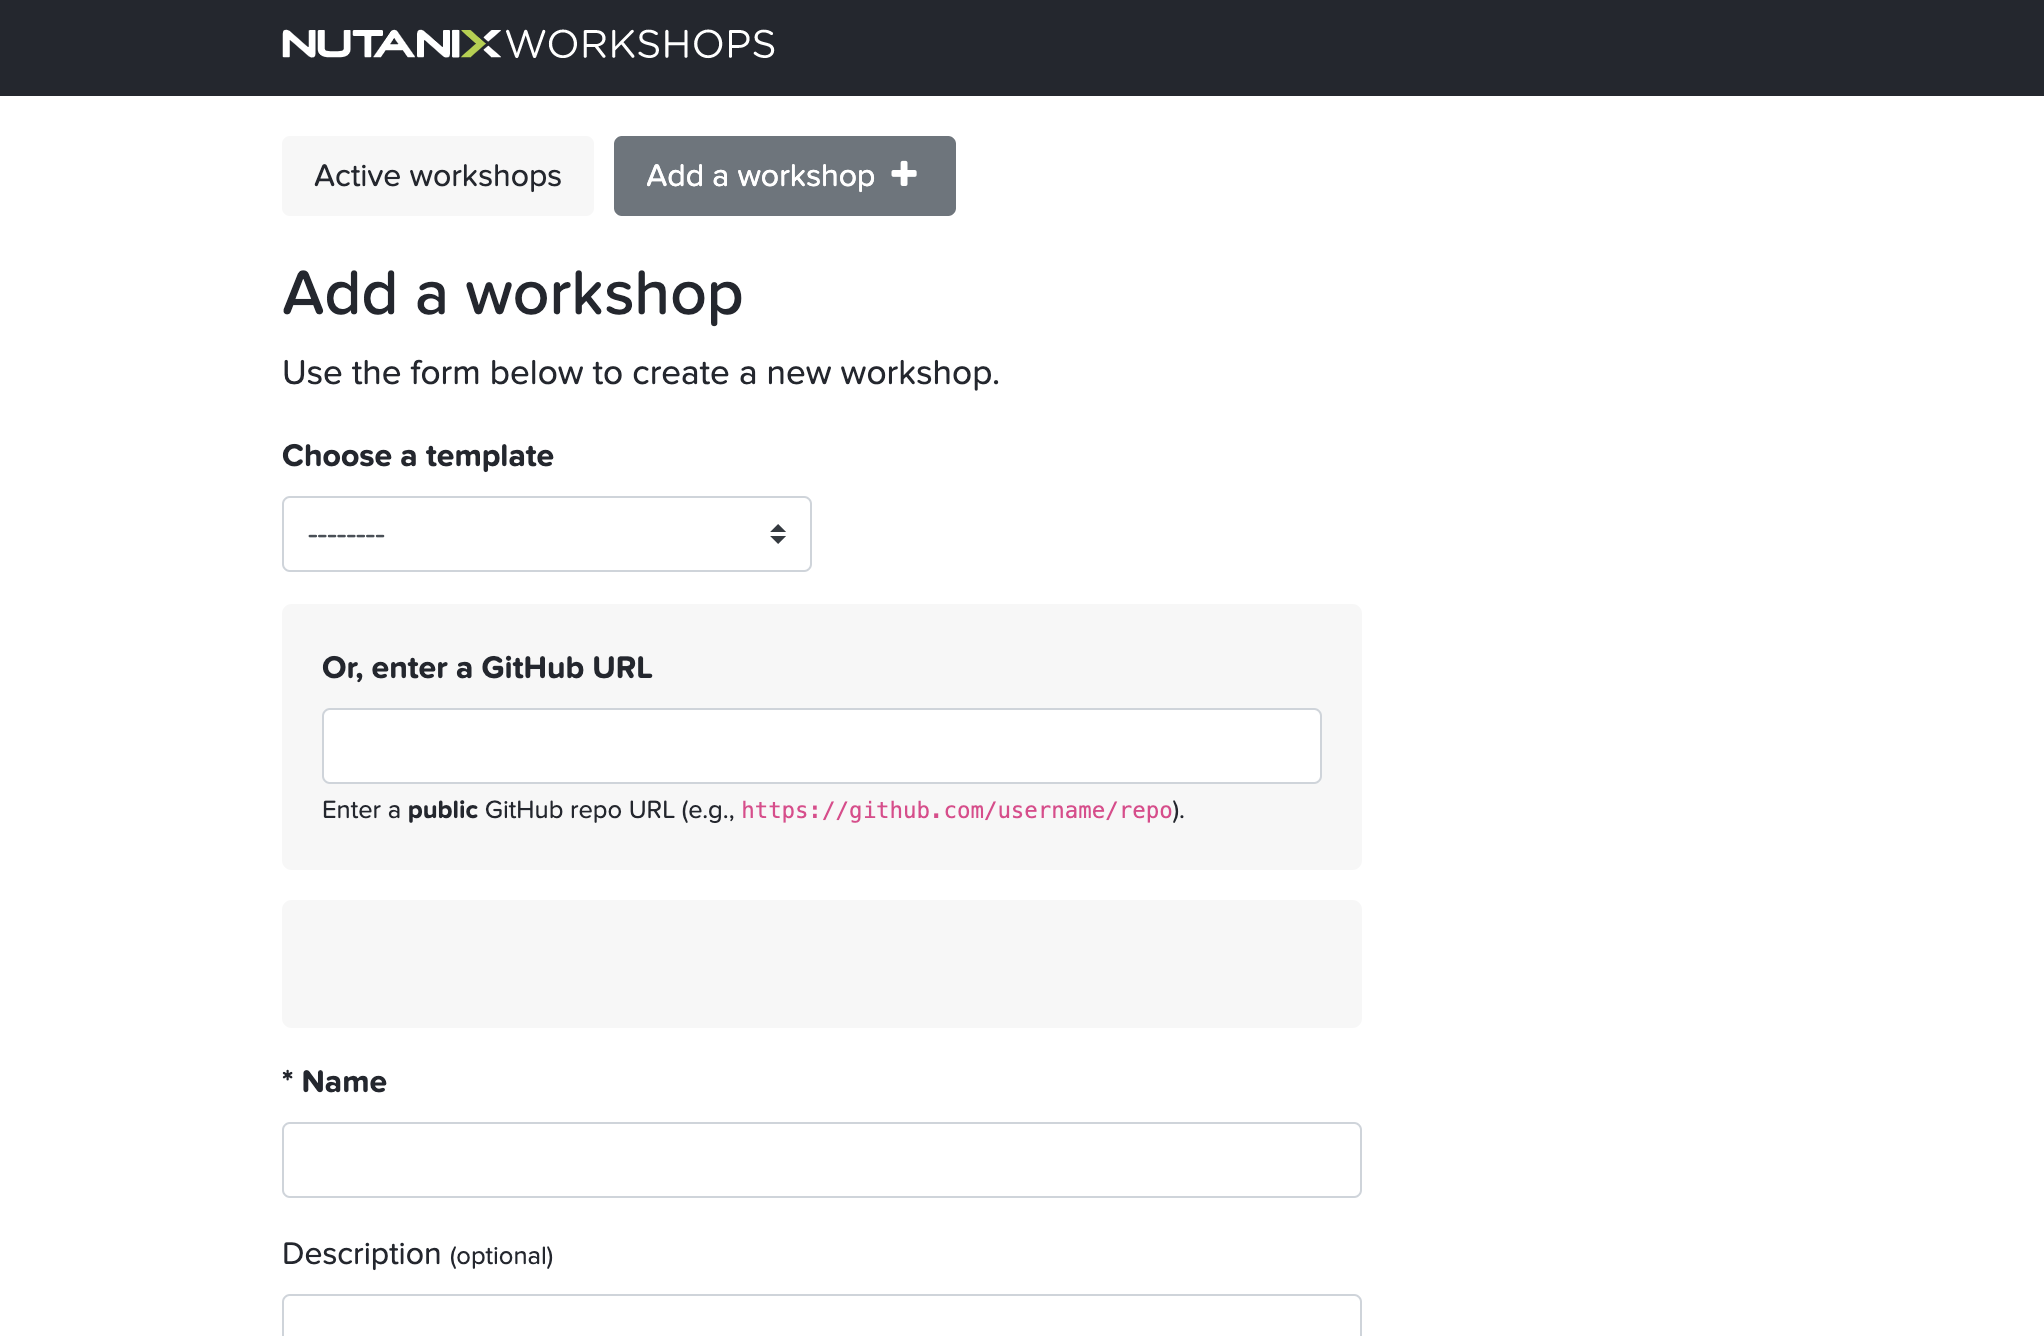 NUTANIX WORKSHOPS
Active workshops Add a workshop
Add a workshop
Use the form below to create a new workshop.
Choose a template
--------
Or, enter a GitHub URL
Enter a public GitHub repo URL (e.g., https://github.com/username/repo).
* Name
Description (optional)